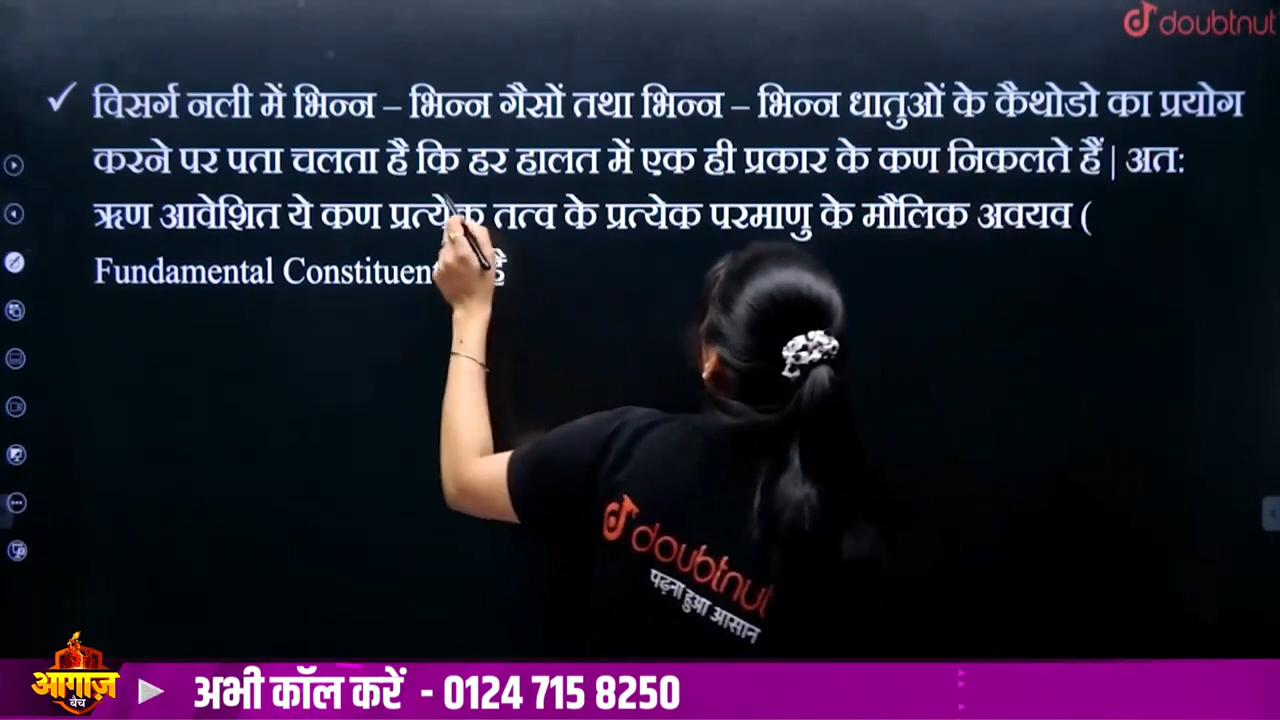 doubtnut
✓ विसर्ग नली में भिन्न – भिन्न गैसों तथा भिन्न – भिन्न धातुओं के कैथोडो का प्रयोग
करने पर पता चलता है कि हर हालत में एक ही प्रकार के कण निकलते हैं | अत:
ऋण आवेशित ये कण प्रत्येक तत्व के प्रत्येक परमाणु के मौलिक अवयव (
Fundamental है
doubtnut
पढ़ना हुआ आसान
आगाज़
बैच
अभी कॉल करें - 0124 715 8250